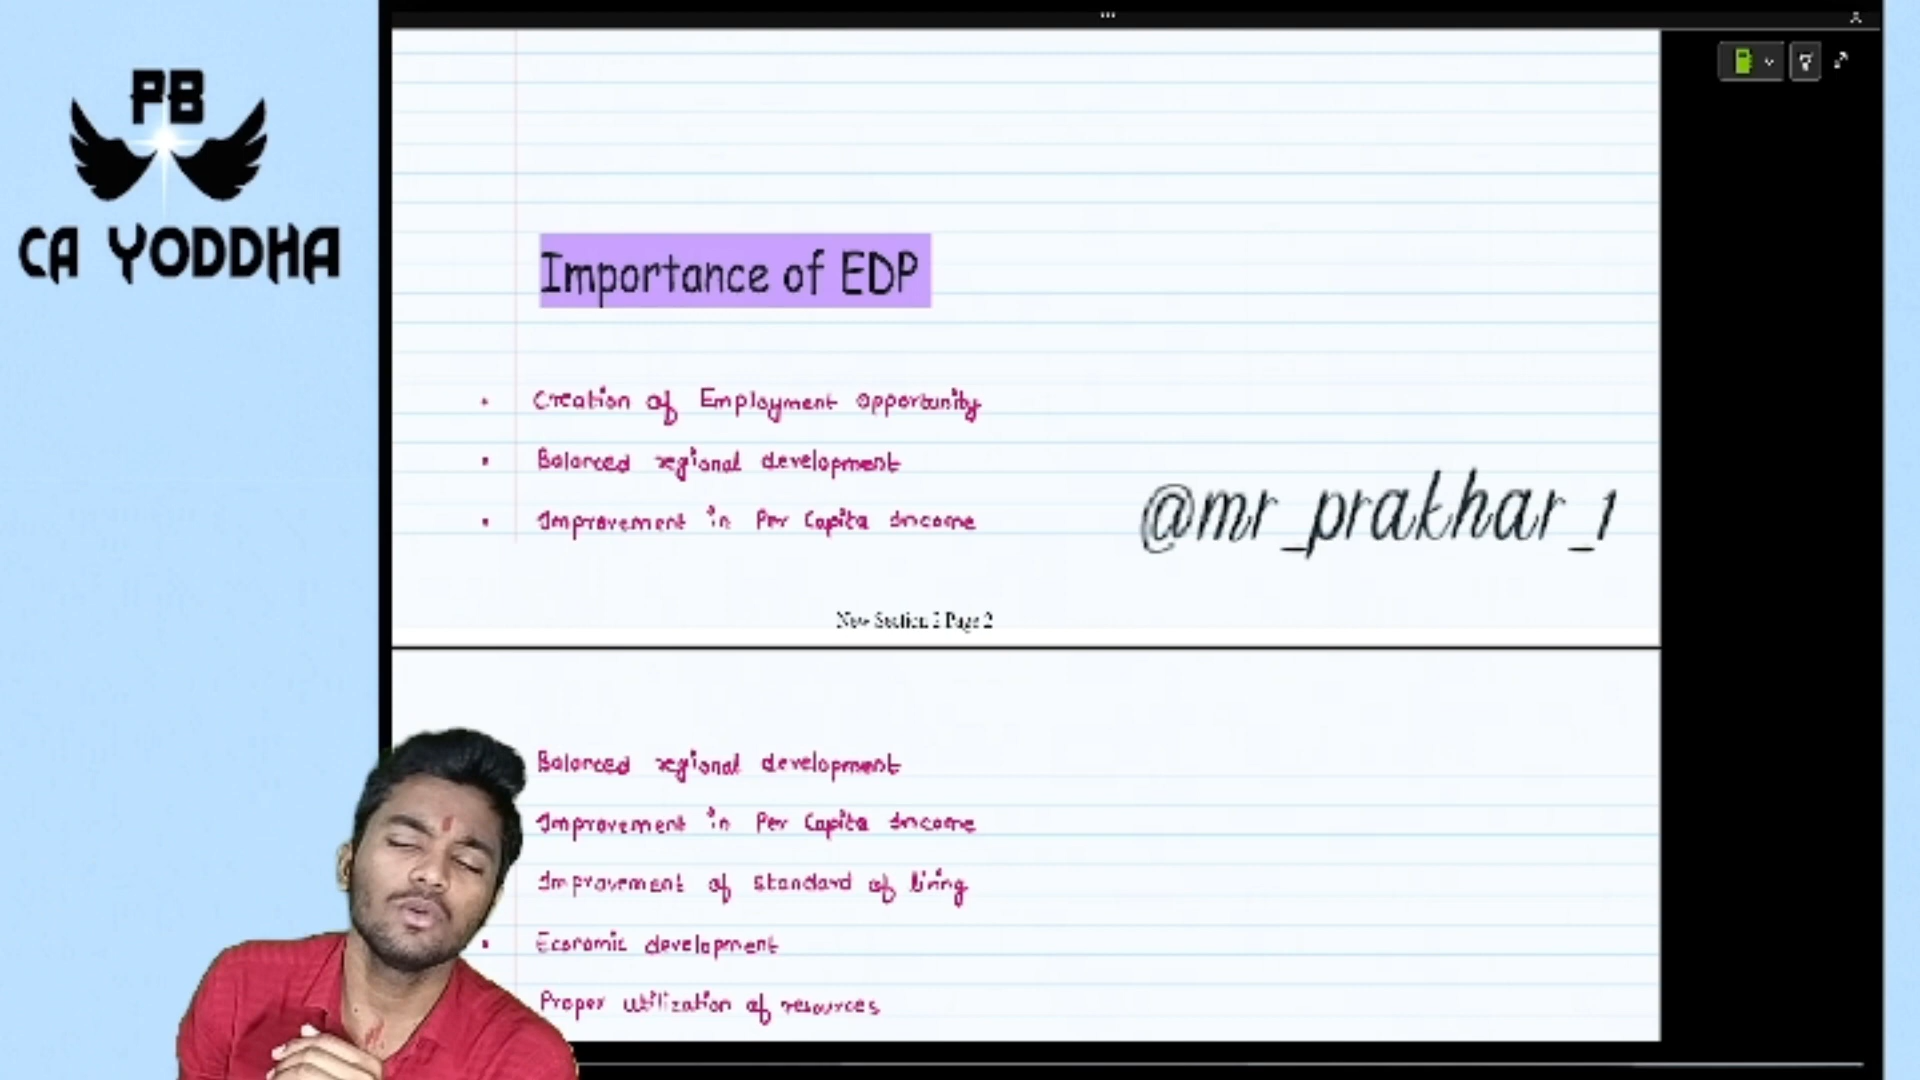 PB
CA YODDHA
Importance of EDP
• Creation of Employment opportunity
• Balanced regional development
• Improvement in Per Capita Income
@mr_prakhar_1
New Section 2 Page 2
Balanced regional development
Improvement in Per Capita Income
Improvement of standard of living
• Economic development
Proper utilization of resources